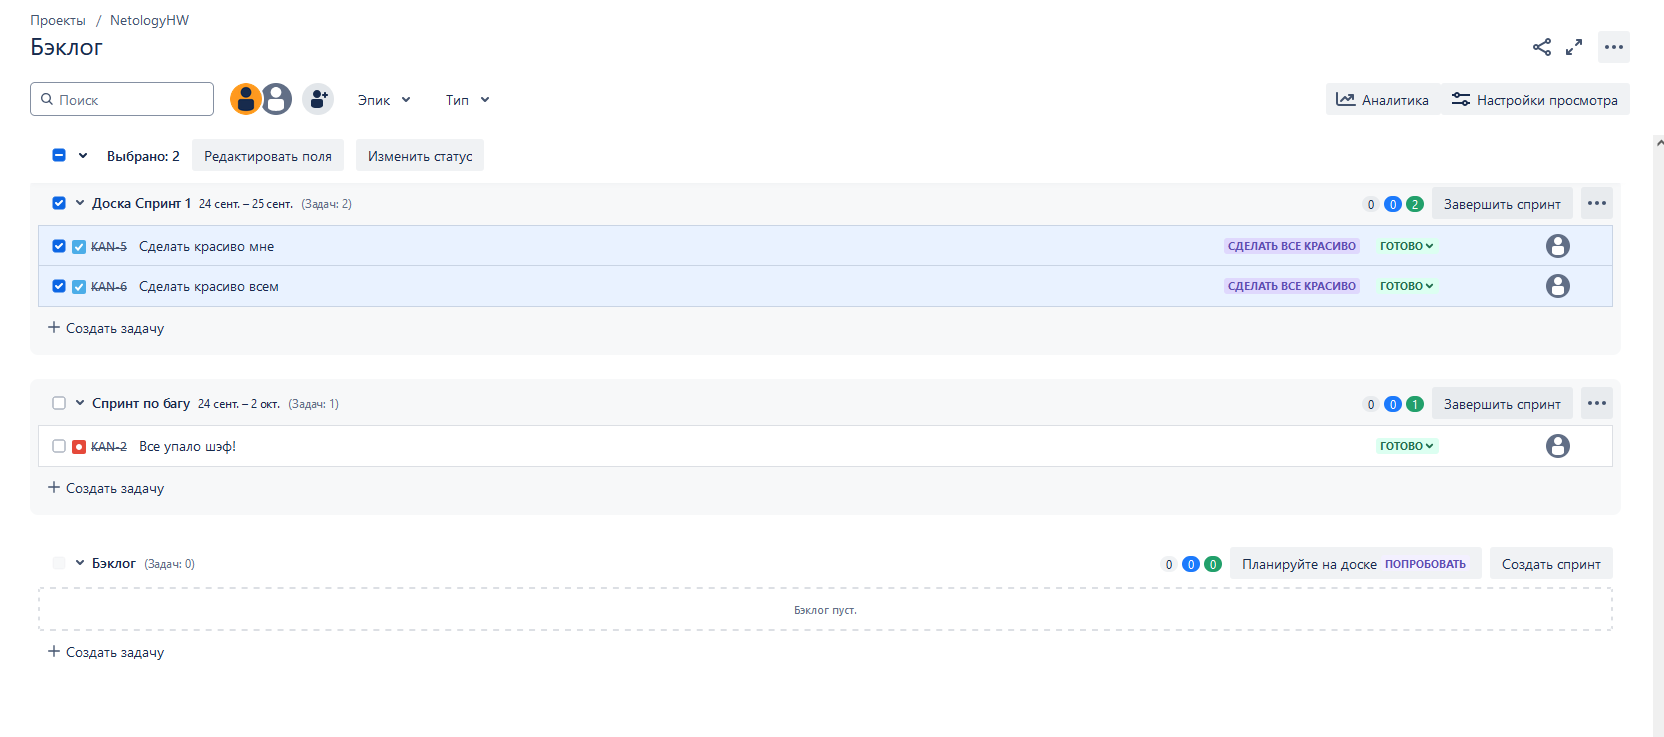 Проекты / NetologyHW
Бэклог
Поиск
Эпик
Тип
Аналитика
Настройки просмотра
Выбрано: 2
Редактировать поля
Изменить статус
Доска Спринт 1 24 сент. – 25 сент. (Задач: 2)
0 0 2
Завершить спринт
KAN-5 Сделать красиво мне
СДЕЛАТЬ ВСЕ КРАСИВО
ГОТОВО
KAN-6 Сделать красиво всем
СДЕЛАТЬ ВСЕ КРАСИВО
ГОТОВО
+ Создать задачу
Спринт по багу 24 сент. – 2 окт. (Задач: 1)
0 0 1
Завершить спринт
KAN-2 Все упало шэф!
ГОТОВО
+ Создать задачу
Бэклог (Задач: 0)
0 0 0
Планируйте на доске ПОПРОБОВАТЬ
Создать спринт
Бэклог пуст.
+ Создать задачу